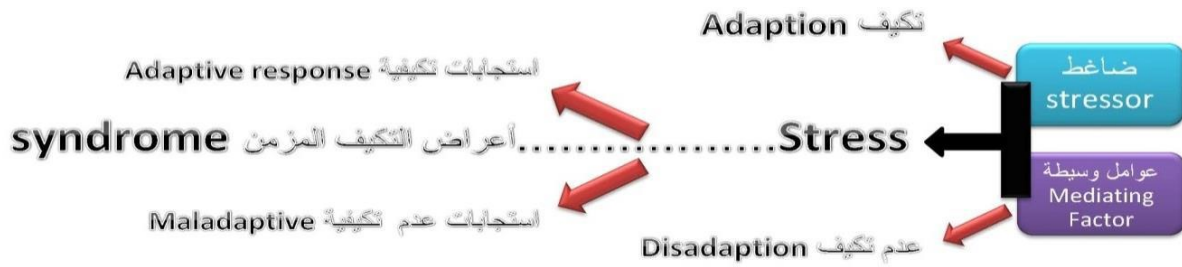 تكيف Adaption
ضاغط
stressor
استجابات تكيفية Adaptive response
Stress.....................أعراض التكيف المزمن syndrome
عوامل وسيطة
Mediating
Factor
استجابات عدم تكيفية Maladaptive
عدم تكيف Disadaption